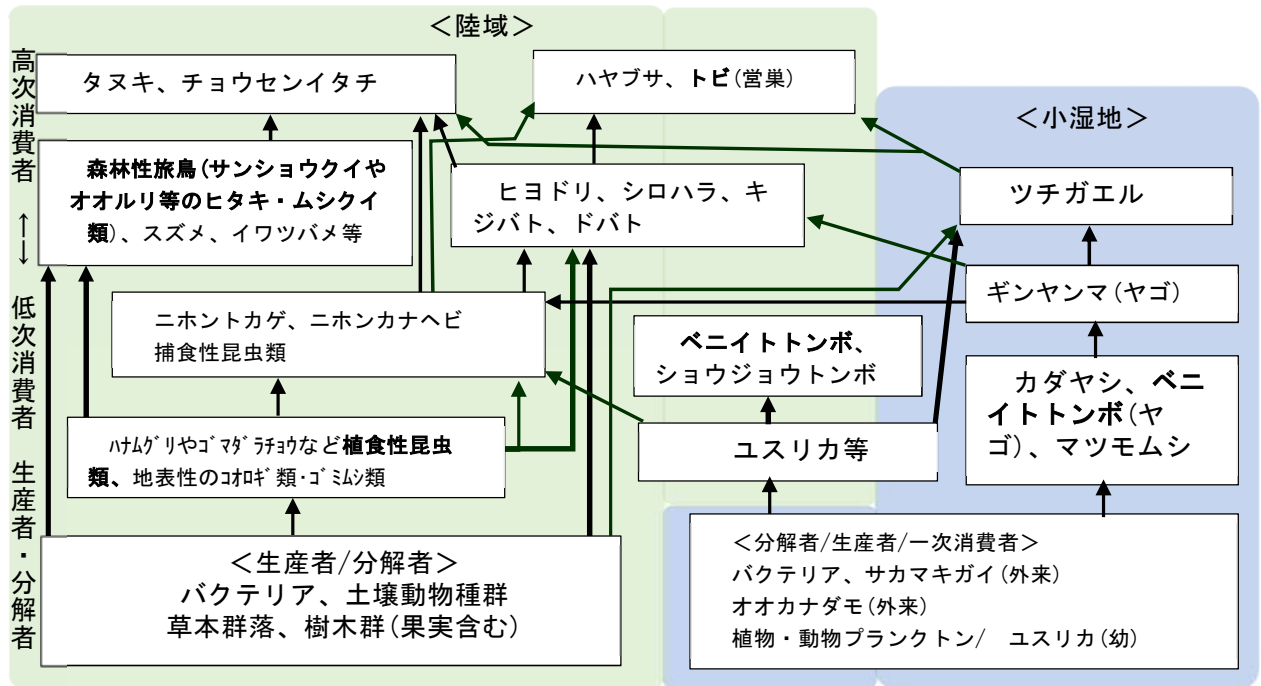 ＜陸域＞
高次消費者 ←→ 低次消費者 生産者・分解者
タヌキ、チョウセンイタチ
ハヤブサ、トビ(営巣)
＜小湿地＞
森林性旅鳥(サンショウクイや
オオルリ等のヒタキ・ムシクイ
類)、スズメ、イワツバメ等
ヒヨドリ、シロハラ、キ
ジバト、ドバト
ツチガエル
ギンヤンマ(ヤゴ)
ニホントカゲ、ニホンカナヘビ
捕食性昆虫類
ベニイトトンボ、
ショウジョウトンボ
カダヤシ、ベニ
イトトンボ(ヤ
ゴ)、マツモムシ
ﾊﾅﾑｸﾞﾘやｺﾞﾏﾀﾞﾗﾁｮｳなど植食性昆虫
類、地表性のｺｵﾛｷﾞ類･ｺﾞﾐﾑｼ類
ユスリカ等
＜生産者/分解者＞
バクテリア、土壌動物種群
草本群落、樹木群(果実含む)
＜分解者/生産者/一次消費者＞
バクテリア、サカマキガイ(外来)
オオカナダモ(外来)
植物・動物プランクトン/ ユスリカ(幼)